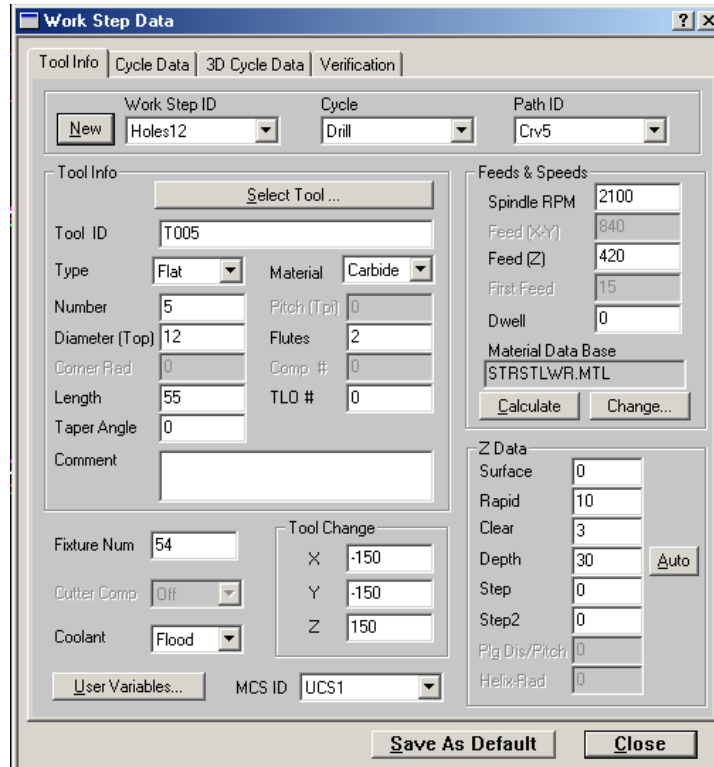 Work Step Data
Tool Info Cycle Data 3D Cycle Data Verification
Work Step ID Cycle Path ID
New Holes12 Drill Crv5
Tool Info
Select Tool ...
Tool ID T005
Type Flat Material Carbide
Number 5 Pitch (Tpi) 0
Diameter (Top) 12 Flutes 2
Corner Rad 0 Comp # 0
Length 55 TLO # 0
Taper Angle 0
Comment
Feeds & Speeds
Spindle RPM 2100
Feed (X-Y) 840
Feed (Z) 420
First Feed 15
Dwell 0
Material Data Base
STRSTLWR.MTL
Calculate Change...
Z Data
Surface 0
Rapid 10
Clear 3
Depth 30 Auto
Step 0
Step2 0
Plg Dis/Pitch 0
Helix-Rad 0
Fixture Num 54
Cutter Comp Off
Coolant Flood
Tool Change
X -150
Y -150
Z 150
User Variables... MCS ID UCS1
Save As Default Close